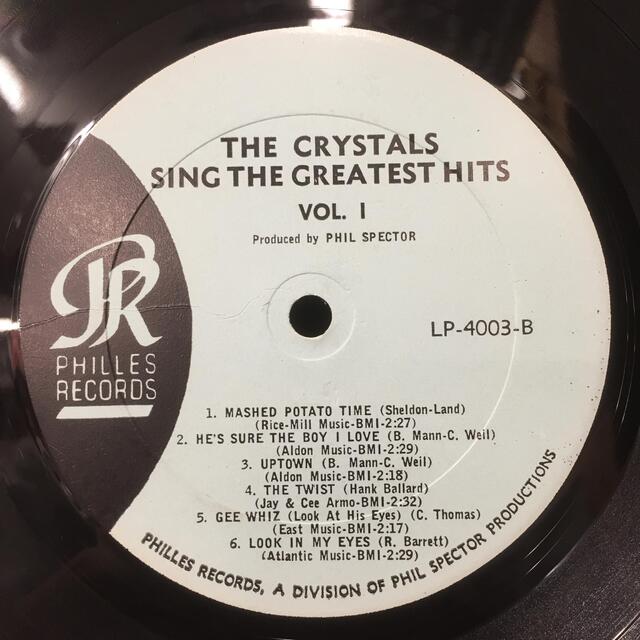 THE CRYSTALS
SING THE GREATEST HITS
VOL. I
Produced by PHIL SPECTOR
PR
PHILLES
RECORDS
LP-4003-B
1. MASHED POTATO TIME (Sheldon-Land)
(Rice-Mill Music-BMI-2:27)
2. HE'S SURE THE BOY I LOVE (B. Mann-C. Weil)
(Aldon Music-BMI-2:29)
3. UPTOWN (B. Mann-C. Weil)
(Aldon Music-BMI-2:18)
4. THE TWIST (Hank Ballard)
(Jay & Cee Armo-BMI-2:32)
5. GEE WHIZ (Look At His Eyes) (C. Thomas)
(East Music-BMI-2:17)
6. LOOK IN MY EYES (R. Barrett)
(Atlantic Music-BMI-2:29)
PHILLES RECORDS, A DIVISION OF PHIL SPECTOR PRODUCTIONS